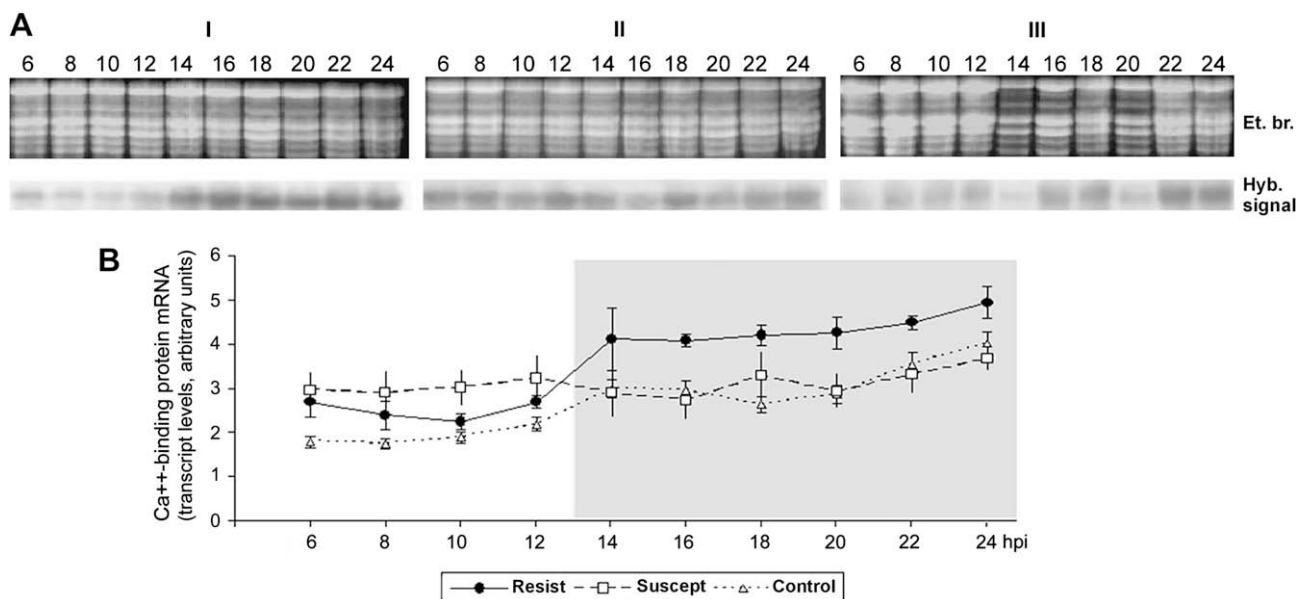 A
I II III
6 8 10 12 14 16 18 20 22 24 6 8 10 12 14 16 18 20 22 24 6 8 10 12 14 16 18 20 22 24
Et. br.
Hyb.
signal
B
Ca++-binding protein mRNA
(transcript levels, arbitrary units)
6
5
4
3
2
1
0
6 8 10 12 14 16 18 20 22 24 hpi
Resist Suscept Control